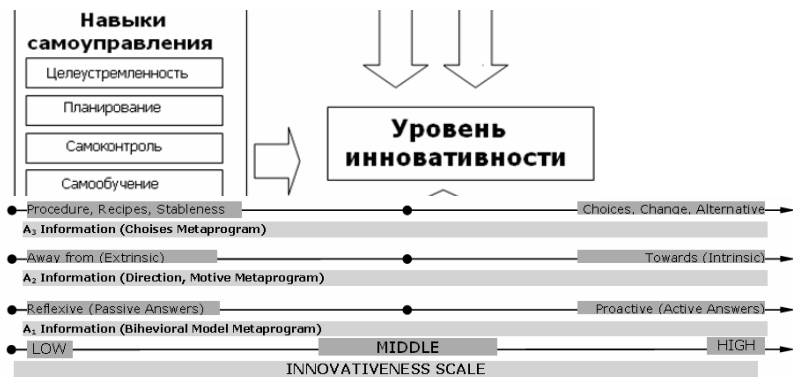 Навыки
самоуправления
Целеустремленность
Планирование
Самоконтроль
Самообучение
Уровень
инновативности
Procedure, Recipes, Stableness Choices, Change, Alternative
A₃ Information (Choises Metaprogram)
Away from (Extrinsic) Towards (Intrinsic)
A₂ Information (Direction, Motive Metaprogram)
Reflexive (Passive Answers) Proactive (Active Answers)
A₁ Information (Bihevioral Model Metaprogram)
LOW MIDDLE HIGH
INNOVATIVENESS SCALE